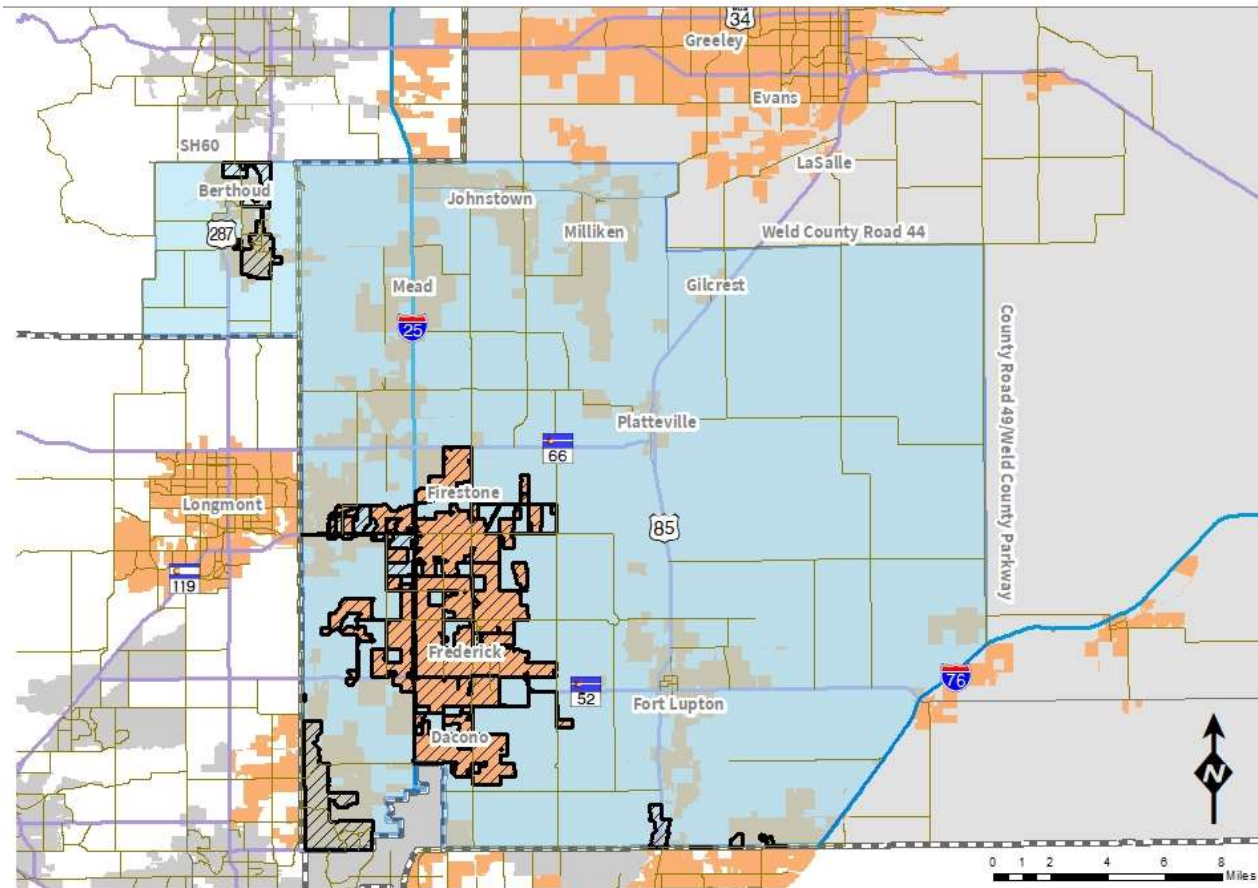 34
Greeley
Evans
SH60
LaSalle
Berthoud
Johnstown
287
Milliken
Weld County Road 44
Mead
Gilcrest
25
County Road 49/Weld County Parkway
Platteville
66
Firestone
Longmont
85
119
Frederick
76
52
Fort Lupton
Dacono
N
0 1 2 4 6 8
Miles